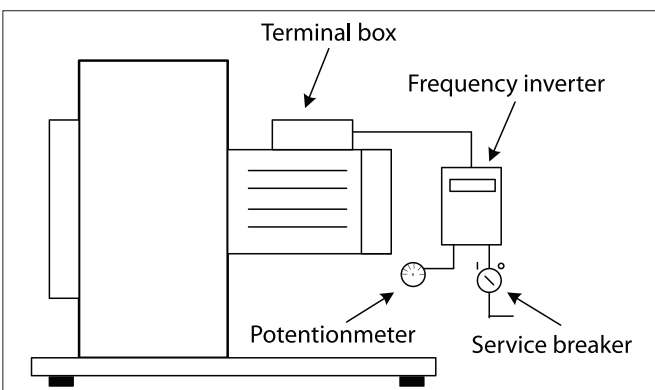 Terminal box
Frequency inverter
I O
Potentionmeter
Service breaker